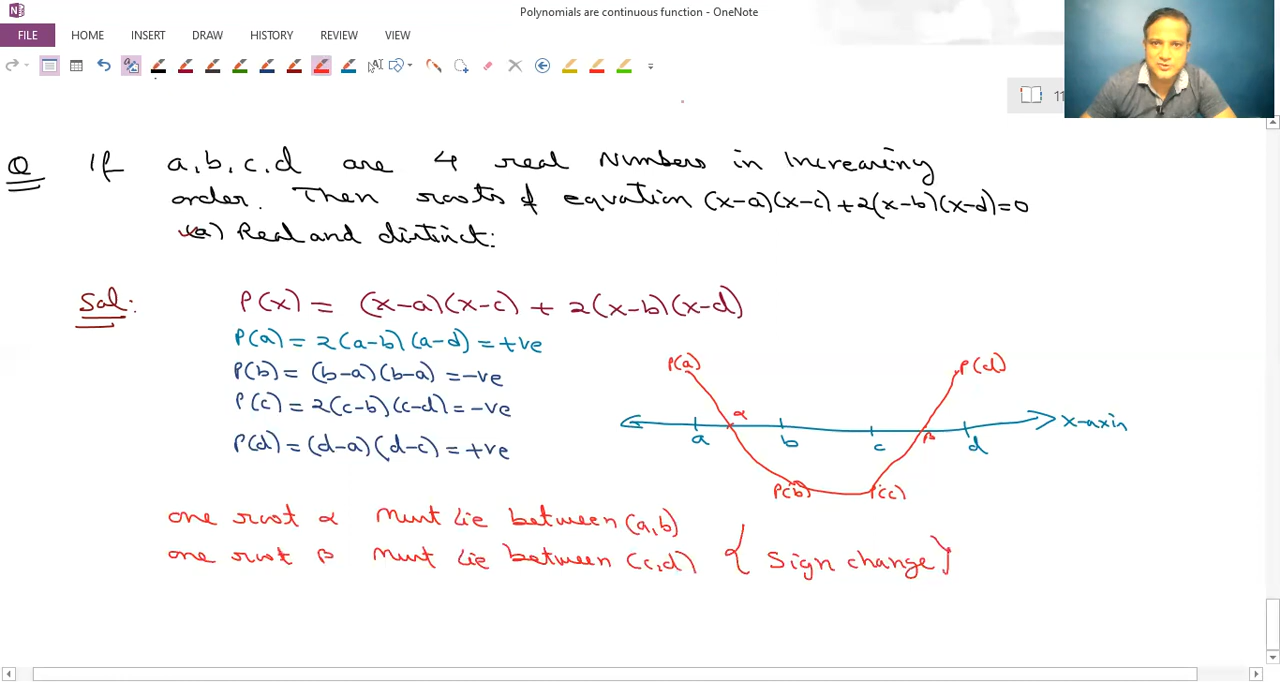 Polynomials are continuous function - OneNote
FILE HOME INSERT DRAW HISTORY REVIEW VIEW
11
Q If a, b, c, d are 4 real Numbers in Increasing
order. Then roots of equation (x-a)(x-c)+2(x-b)(x-d)=0
(a) Real and distinct:
Sol: P(x) = (x-a)(x-c) + 2(x-b)(x-d)
P(a) = 2(a-b)(a-d) = +ve
P(b) = (b-a)(b-a) = -ve
P(c) = 2(c-b)(c-d) = -ve
P(d) = (d-a)(d-c) = +ve
P(a) P(d)
α
x-axis
a b c β d
P(b) P(c)
one root α must lie between (a,b)
one root β must lie between (c,d) { Sign change }